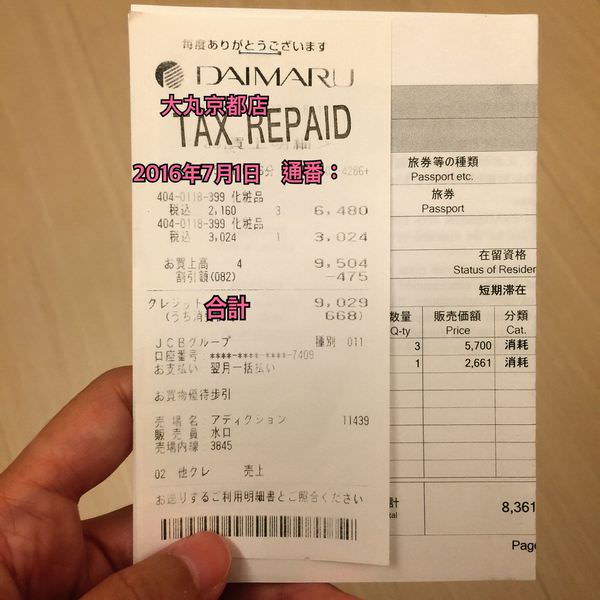 毎度ありがとうございます
DAIMARU
大丸京都店
TAX REPAID
2016年7月1日 通番：
4286+
404-0118-399 化粧品
税込 2,160 3 6,480
404-0118-399 化粧品
税込 3,024 1 3,024
お買上高 4 9,504
割引額(082) -475
クレジット 合計 9,029
(うち消費 668)
JCBグループ 種別 011
口座番号：****-****-****-7409
お支払い 翌月一括払い
お買物優待歩引
売場名：アディクション 11439
販売員 水口
売場内線 3845
02 他クレ 売上
お送りするご利用明細書とご照合ください
旅券等の種類
Passport etc.
旅券
Passport
在留資格
Status of Residen
短期滞在
数量 販売価額 分類
Q-ty Price Cat.
3 5,700 消耗
1 2,661 消耗
計
8,361
Page